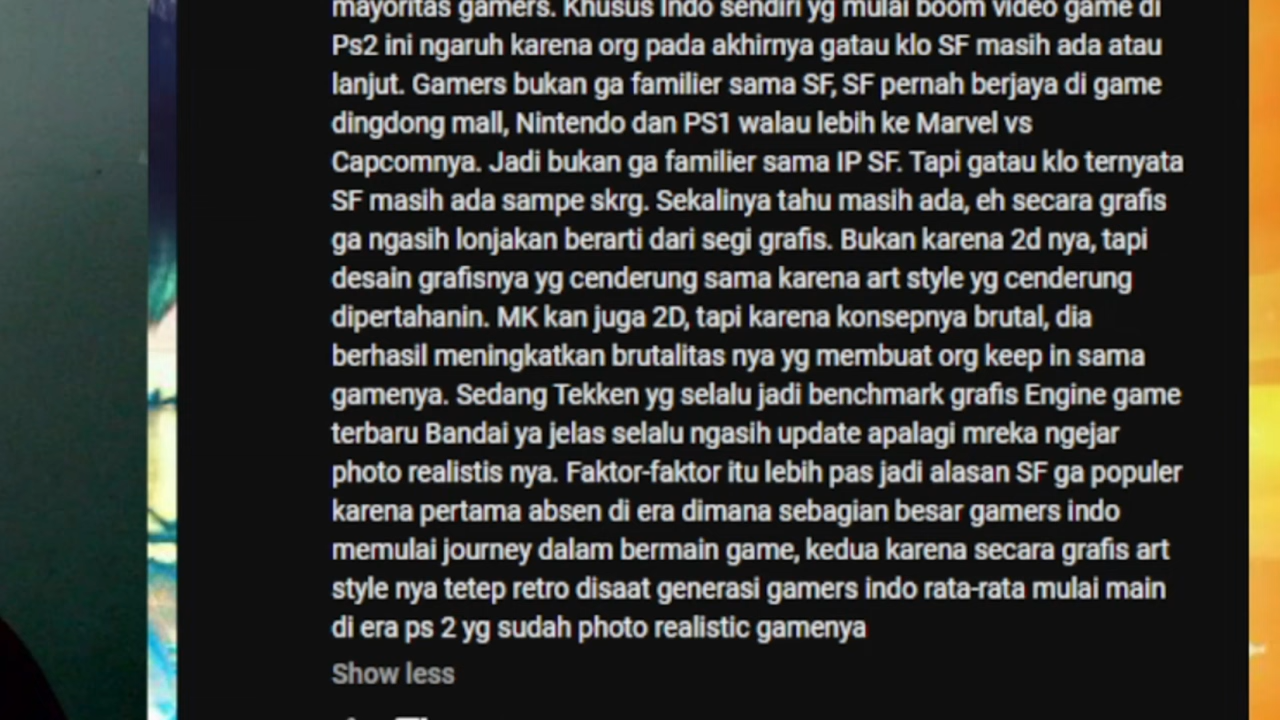 mayoritas gamers. Khusus Indo sendiri yg mulai boom video game di
Ps2 ini ngaruh karena org pada akhirnya gatau klo SF masih ada atau
lanjut. Gamers bukan ga familier sama SF, SF pernah berjaya di game
dingdong mall, Nintendo dan PS1 walau lebih ke Marvel vs
Capcomnya. Jadi bukan ga familier sama IP SF. Tapi gatau klo ternyata
SF masih ada sampe skrg. Sekalinya tahu masih ada, eh secara grafis
ga ngasih lonjakan berarti dari segi grafis. Bukan karena 2d nya, tapi
desain grafisnya yg cenderung sama karena art style yg cenderung
dipertahanin. MK kan juga 2D, tapi karena konsepnya brutal, dia
berhasil meningkatkan brutalitas nya yg membuat org keep in sama
gamenya. Sedang Tekken yg selalu jadi benchmark grafis Engine game
terbaru Bandai ya jelas selalu ngasih update apalagi mreka ngejar
photo realistis nya. Faktor-faktor itu lebih pas jadi alasan SF ga populer
karena pertama absen di era dimana sebagian besar gamers indo
memulai journey dalam bermain game, kedua karena secara grafis art
style nya tetep retro disaat generasi gamers indo rata-rata mulai main
di era ps 2 yg sudah photo realistic gamenya
Show less